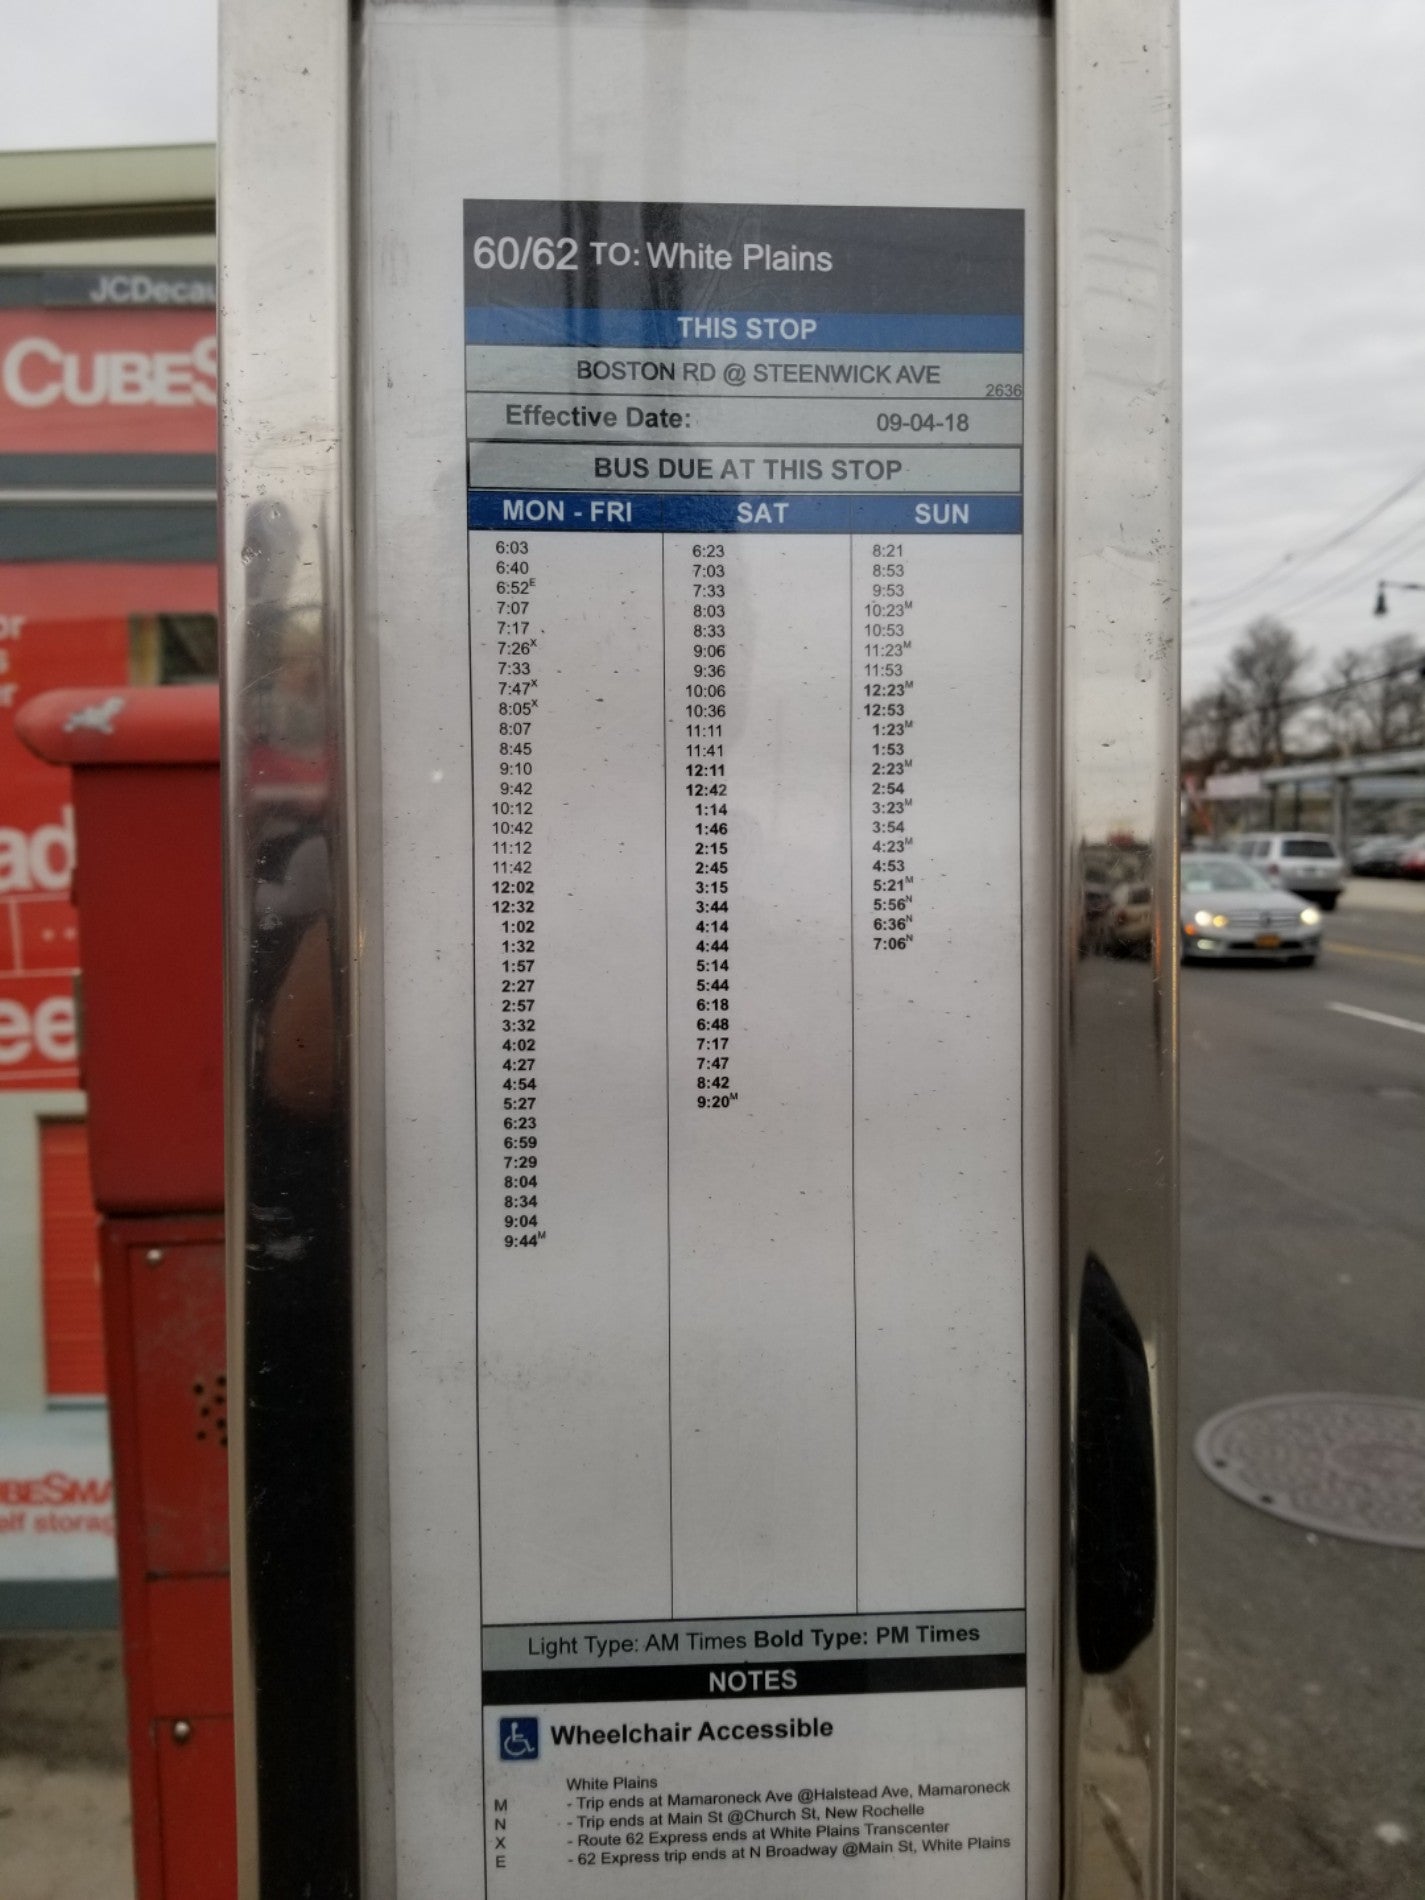 JCDecau
CUBES
or
ad
ee
UBESMA
elf storag
60/62 TO: White Plains
THIS STOP
BOSTON RD @ STEENWICK AVE
2636
Effective Date: 09-04-18
BUS DUE AT THIS STOP
MON - FRI SAT SUN
6:03 6:23 8:21
6:40 7:03 8:53
6:52E 7:33 9:53
7:07 8:03 10:23M
7:17 8:33 10:53
7:26X 9:06 11:23M
7:33 9:36 11:53
7:47X 10:06 12:23M
8:05X 10:36 12:53
8:07 11:11 1:23M
8:45 11:41 1:53
9:10 12:11 2:23M
9:42 12:42 2:54
10:12 1:14 3:23M
10:42 1:46 3:54
11:12 2:15 4:23M
11:42 2:45 4:53
12:02 3:15 5:21M
12:32 3:44 5:56N
1:02 4:14 6:36N
1:32 4:44 7:06N
1:57 5:14
2:27 5:44
2:57 6:18
3:32 6:48
4:02 7:17
4:27 7:47
4:54 8:42
5:27 9:20M
6:23
6:59
7:29
8:04
8:34
9:04
9:44M
Light Type: AM Times Bold Type: PM Times
NOTES
Wheelchair Accessible
White Plains
M - Trip ends at Mamaroneck Ave @Halstead Ave, Mamaroneck
N - Trip ends at Main St @Church St, New Rochelle
X - Route 62 Express ends at White Plains Transcenter
E - 62 Express trip ends at N Broadway @Main St, White Plains